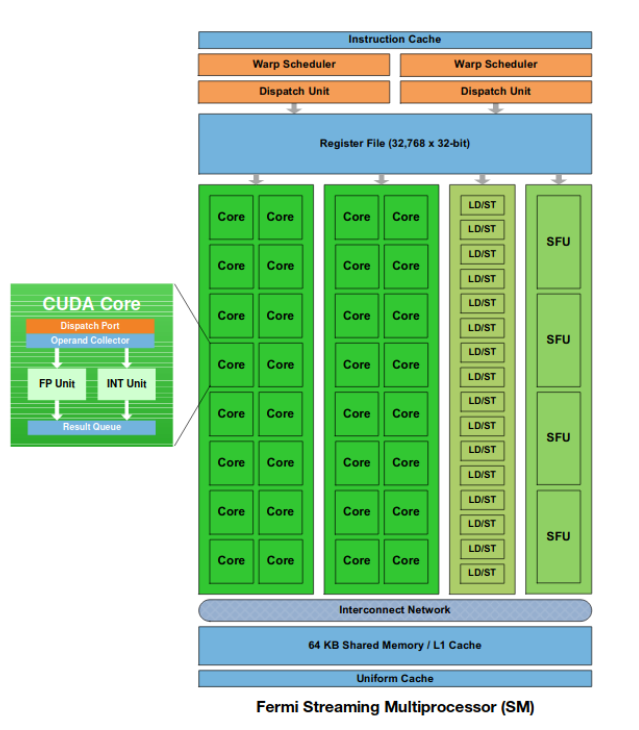 Instruction Cache
Warp Scheduler Warp Scheduler
Dispatch Unit Dispatch Unit
Register File (32,768 x 32-bit)
Core Core Core Core LD/ST LD/ST SFU
Core Core Core Core LD/ST LD/ST
Core Core Core Core LD/ST LD/ST SFU
Core Core Core Core LD/ST LD/ST
Core Core Core Core LD/ST LD/ST SFU
Core Core Core Core LD/ST LD/ST
Core Core Core Core LD/ST LD/ST SFU
Core Core Core Core LD/ST LD/ST
CUDA Core
Dispatch Port
Operand Collector
FP Unit INT Unit
Result Queue
Interconnect Network
64 KB Shared Memory / L1 Cache
Uniform Cache
Fermi Streaming Multiprocessor (SM)